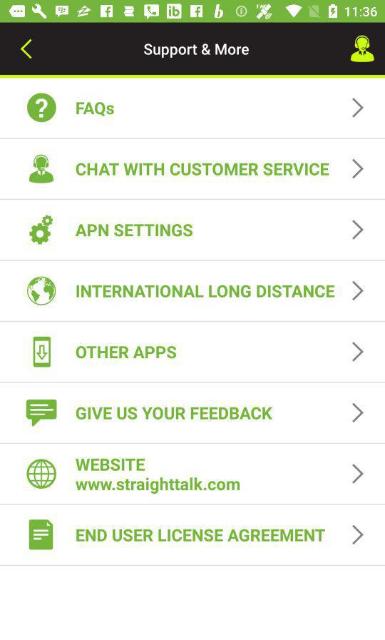 11:36
Support & More
FAQs
CHAT WITH CUSTOMER SERVICE
APN SETTINGS
INTERNATIONAL LONG DISTANCE
OTHER APPS
GIVE US YOUR FEEDBACK
WEBSITE
www.straighttalk.com
END USER LICENSE AGREEMENT